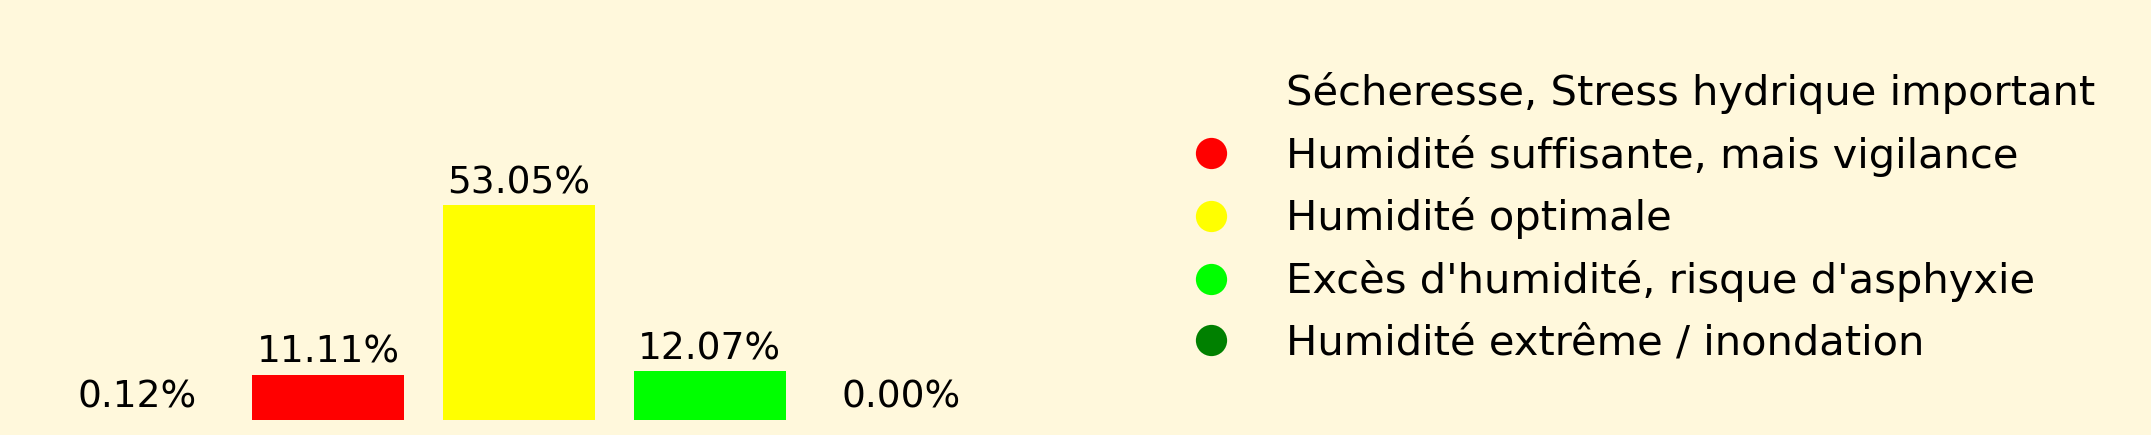 53.05%
11.11%
12.07%
0.12%
0.00%
Sécheresse, Stress hydrique important
Humidité suffisante, mais vigilance
Humidité optimale
Excès d'humidité, risque d'asphyxie
Humidité extrême / inondation